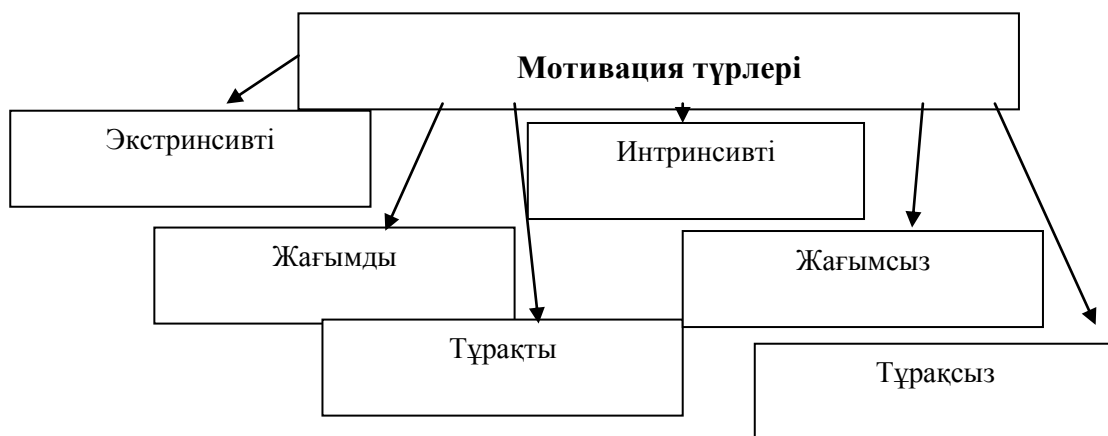 Мотивация түрлері
Экстринсивті
Интринсивті
Жағымды
Жағымсыз
Тұрақты
Тұрақсыз